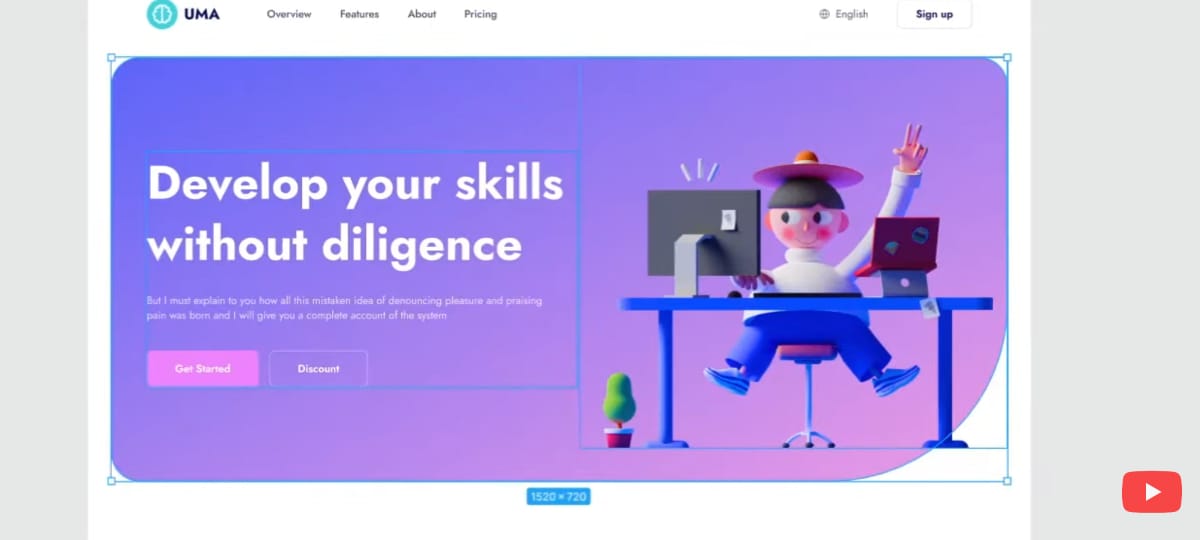 UMA
Overview
Features
About
Pricing
English
Sign up
Develop your skills
without diligence
But I must explain to you how all this mistaken idea of denouncing pleasure and praising
pain was born and I will give you a complete account of the system
Get Started
Discount
1520 × 720